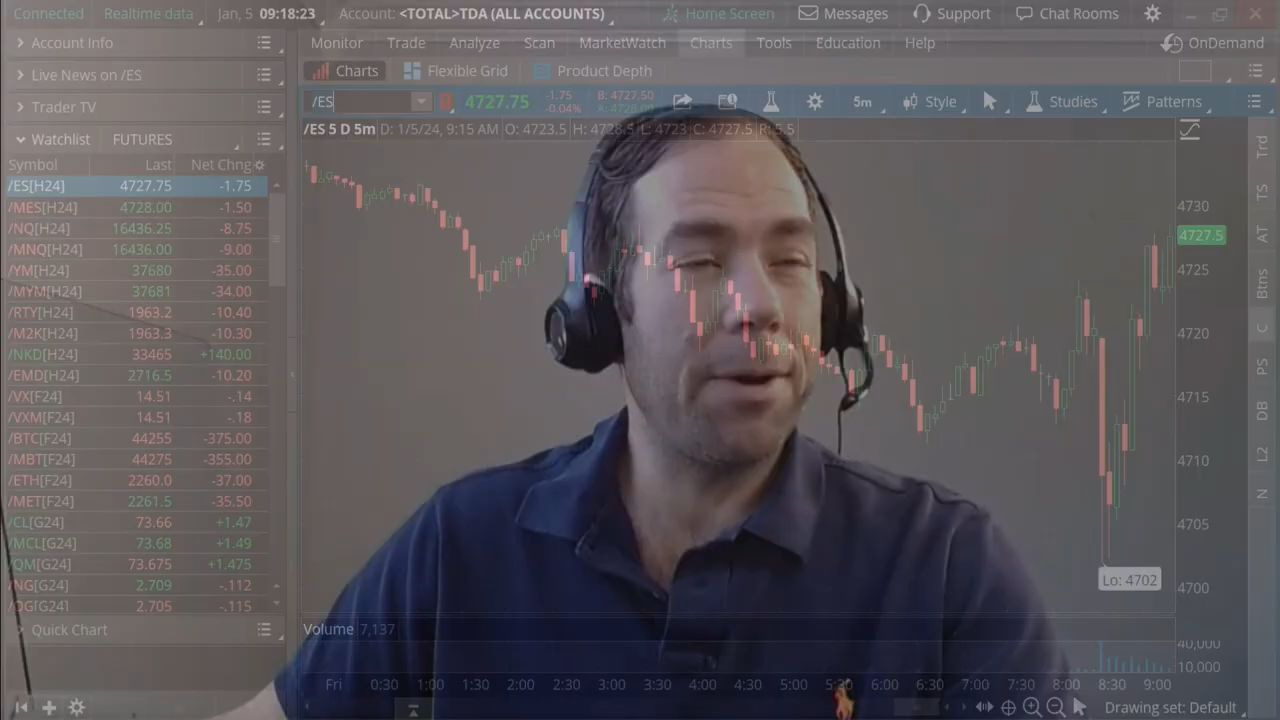 Connected Realtime data Jan, 5 09:18:23 Account: <TOTAL>TDA (ALL ACCOUNTS) Home Screen Messages Support Chat Rooms
Account Info
Monitor Trade Analyze Scan MarketWatch Charts Tools Education Help OnDemand
Live News on /ES
Charts Flexible Grid Product Depth
Trader TV
/ES 4727.75 -1.75 -0.04% B: 4727.50 A: 4728.00 5m Style Studies Patterns
Watchlist FUTURES
/ES 5 D 5m D: 1/5/24, 9:15 AM O: 4723.5 H: 4728.5 L: 4723 C: 4727.5 R: 5.5
Symbol Last Net Chng
/ES[H24] 4727.75 -1.75
/MES[H24] 4728.00 -1.50
/NQ[H24] 16436.25 -8.75
/MNQ[H24] 16436.00 -9.00
/YM[H24] 37680 -35.00
/MYM[H24] 37681 -34.00
/RTY[H24] 1963.2 -10.40
/M2K[H24] 1963.3 -10.30
/NKD[H24] 33465 +140.00
/EMD[H24] 2716.5 -10.20
/VX[F24] 14.51 -.14
/VXM[F24] 14.51 -.18
/BTC[F24] 44255 -375.00
/MBT[F24] 44275 -355.00
/ETH[F24] 2260.0 -37.00
/MET[F24] 2261.5 -35.50
/CL[G24] 73.66 +1.47
/MCL[G24] 73.68 +1.49
/QM[G24] 73.675 +1.475
/NG[G24] 2.709 -.112
/QG[G24] 2.705 -.115
Quick Chart
4730
4727.5
4725
4720
4715
4710
4705
4700
Lo: 4702
Trd
TS
AT
Btns
C
PS
DB
L2
N
Volume 7,137
40,000
10,000
Fri 0:30 1:00 1:30 2:00 2:30 3:00 3:30 4:00 4:30 5:00 5:30 6:00 6:30 7:00 7:30 8:00 8:30 9:00
Drawing set: Default